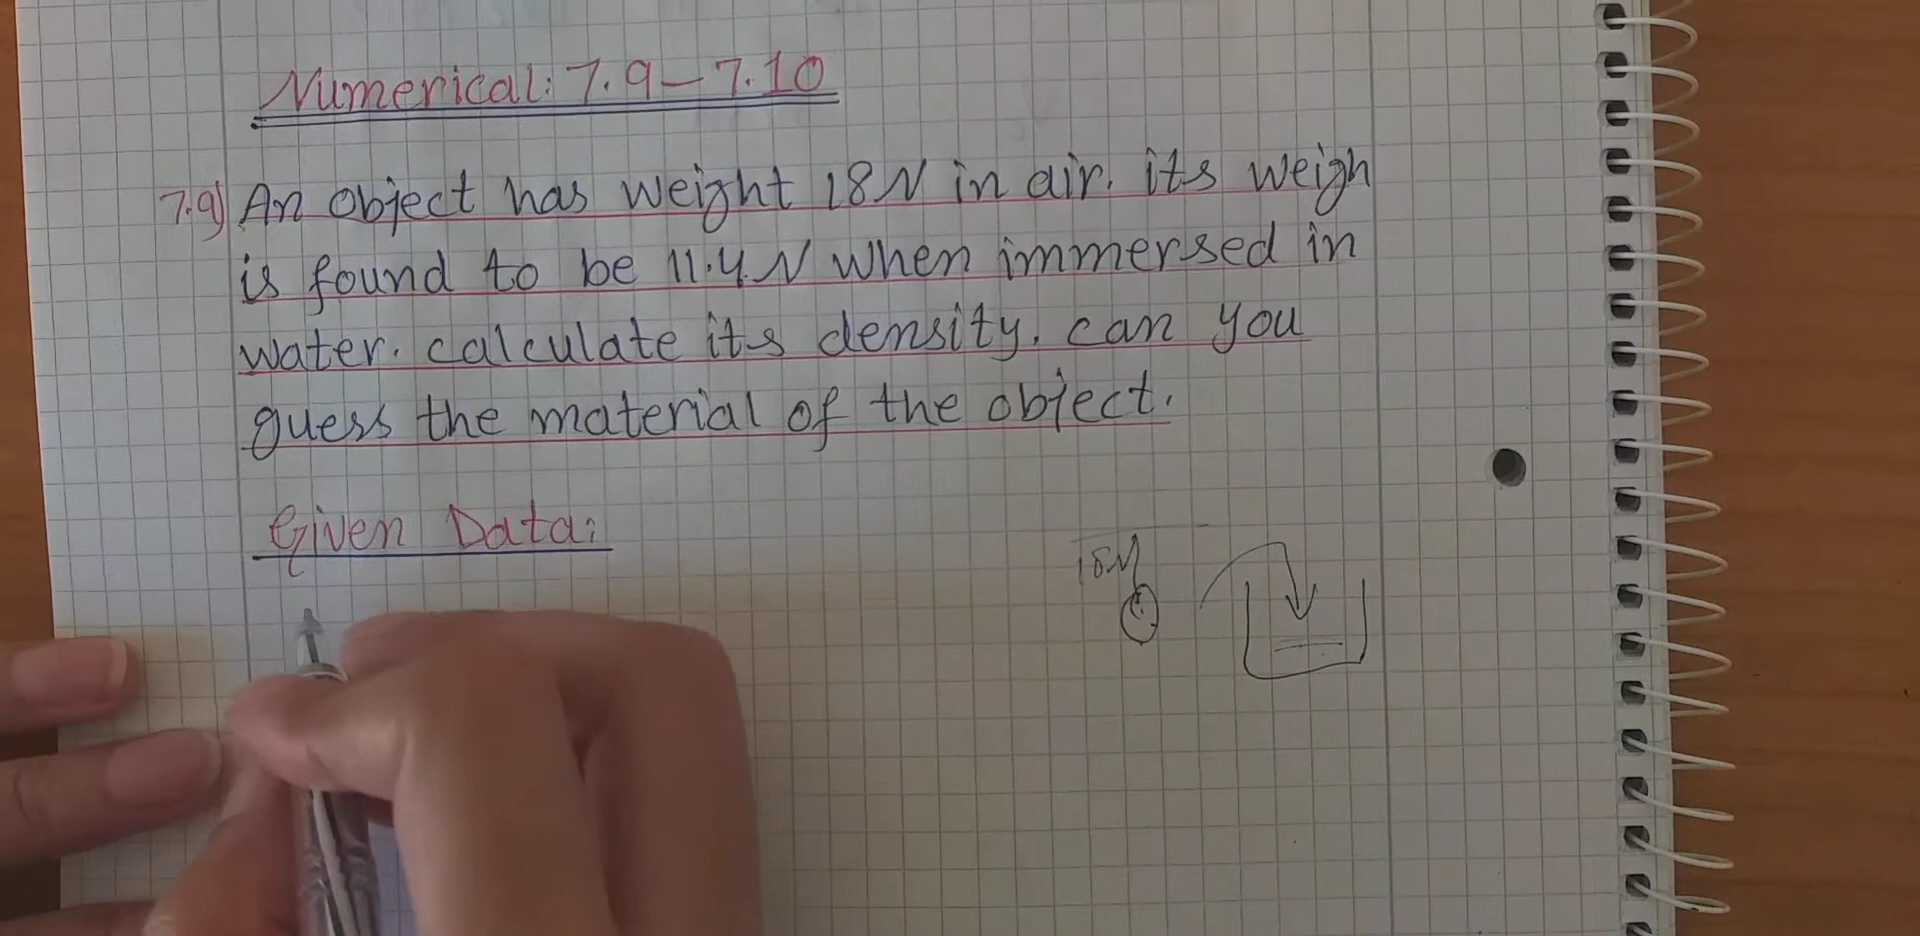 Numerical: 7.9-7.10
7.9) An object has weight 18N in air. its weigh
is found to be 11.4N when immersed in
water. calculate its density. can you
guess the material of the object.
Given Data:
18N